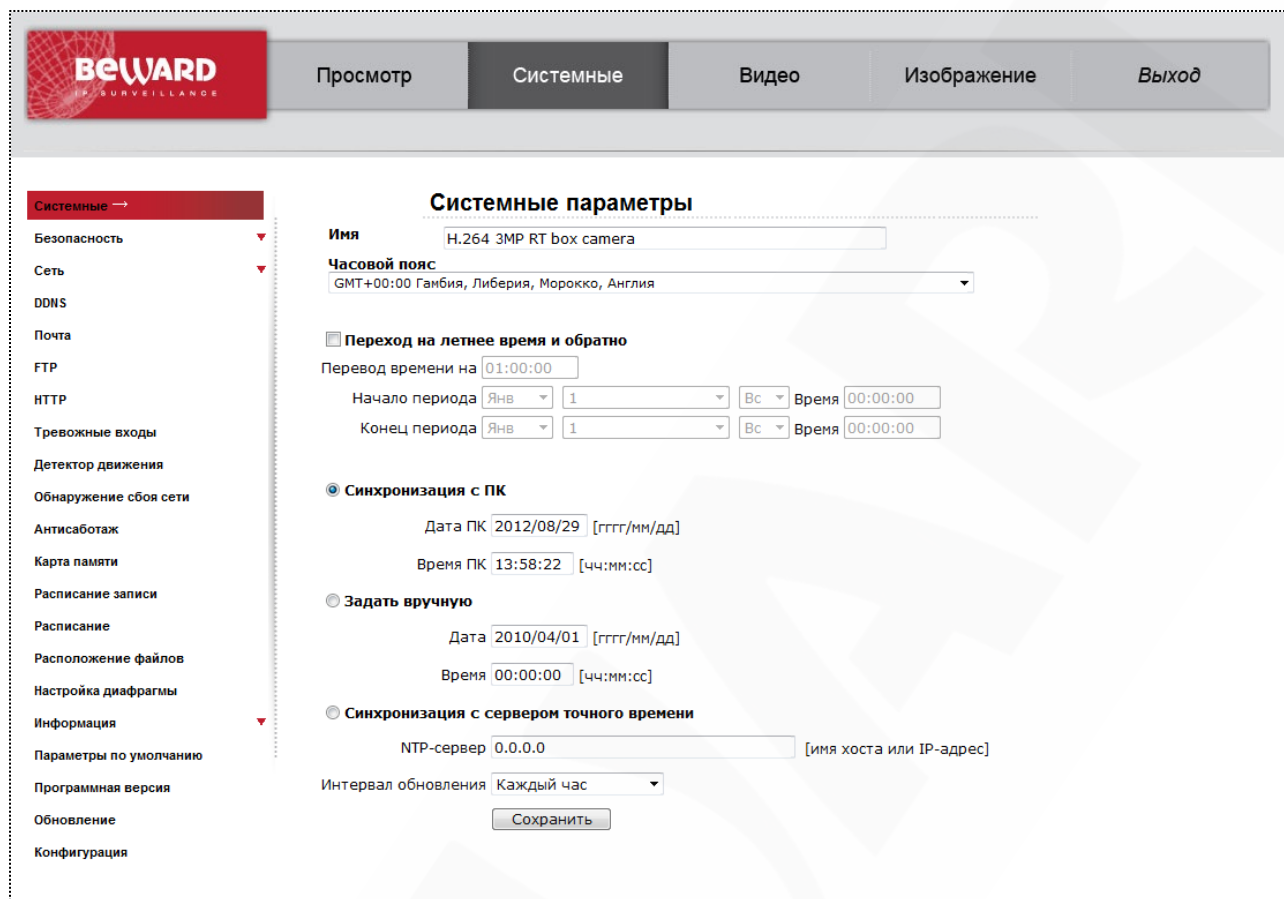 BEWARD
IP SURVEILLANCE
Просмотр
Системные
Видео
Изображение
Выход
Системные →
Безопасность
Сеть
DDNS
Почта
FTP
HTTP
Тревожные входы
Детектор движения
Обнаружение сбоя сети
Антисаботаж
Карта памяти
Расписание записи
Расписание
Расположение файлов
Настройка диафрагмы
Информация
Параметры по умолчанию
Программная версия
Обновление
Конфигурация
Системные параметры
Имя H.264 3MP RT box camera
Часовой пояс
GMT+00:00 Гамбия, Либерия, Морокко, Англия
Переход на летнее время и обратно
Перевод времени на 01:00:00
Начало периода Янв 1 Вс Время 00:00:00
Конец периода Янв 1 Вс Время 00:00:00
Синхронизация с ПК
Дата ПК 2012/08/29 [гггг/мм/дд]
Время ПК 13:58:22 [чч:мм:сс]
Задать вручную
Дата 2010/04/01 [гггг/мм/дд]
Время 00:00:00 [чч:мм:сс]
Синхронизация с сервером точного времени
NTP-сервер 0.0.0.0 [имя хоста или IP-адрес]
Интервал обновления Каждый час
Сохранить